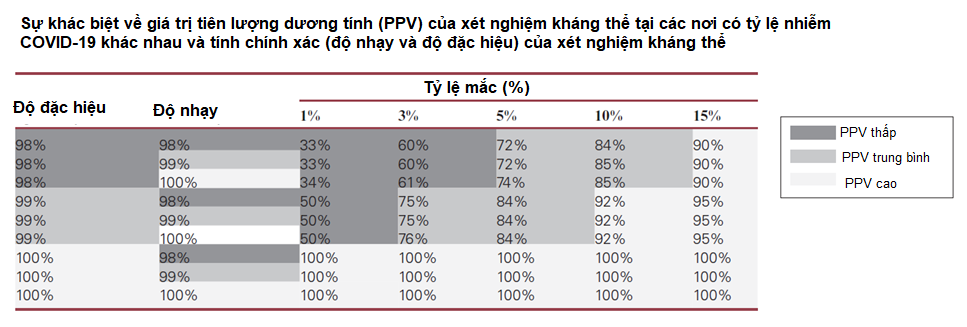 Sự khác biệt về giá trị tiên lượng dương tính (PPV) của xét nghiệm kháng thể tại các nơi có tỷ lệ nhiễm
COVID-19 khác nhau và tính chính xác (độ nhạy và độ đặc hiệu) của xét nghiệm kháng thể
Tỷ lệ mắc (%)
Độ đặc hiệu Độ nhạy 1% 3% 5% 10% 15%
98% 98% 33% 60% 72% 84% 90%
98% 99% 33% 60% 72% 85% 90%
98% 100% 34% 61% 74% 85% 90%
99% 98% 50% 75% 84% 92% 95%
99% 99% 50% 75% 84% 92% 95%
99% 100% 50% 76% 84% 92% 95%
100% 98% 100% 100% 100% 100% 100%
100% 99% 100% 100% 100% 100% 100%
100% 100% 100% 100% 100% 100% 100%
PPV thấp
PPV trung bình
PPV cao